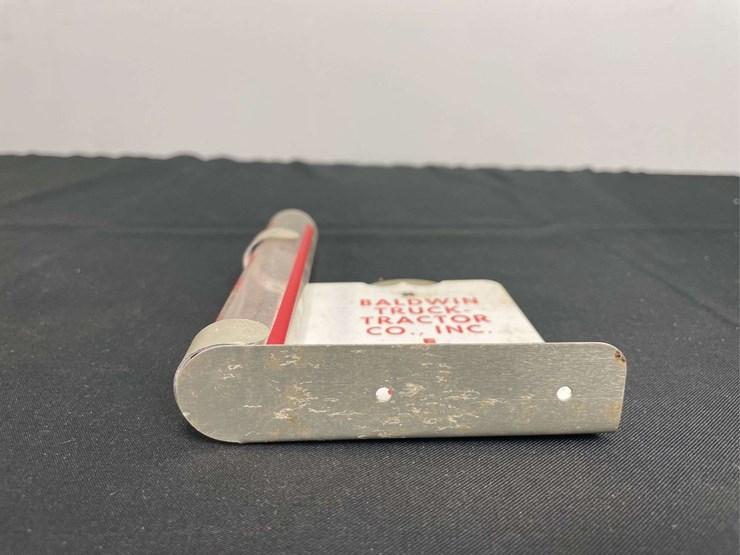 BALDWIN
TRUCK-
TRACTOR
CO., INC.